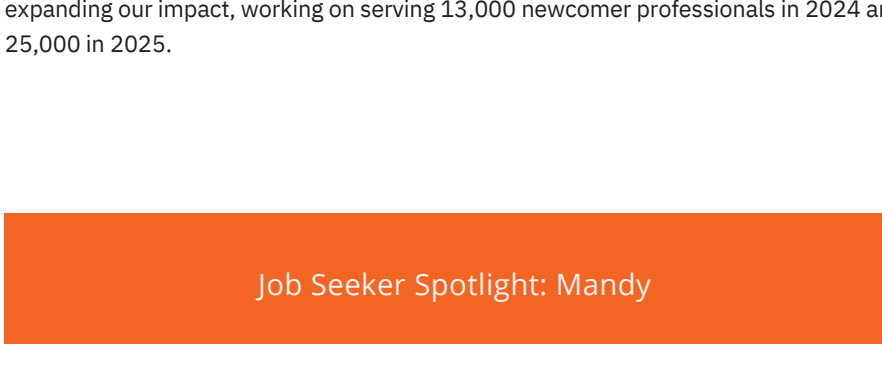 expanding our impact, working on serving 13,000 newcomer professionals in 2024
25,000 in 2025.
Job Seeker Spotlight: Mandy